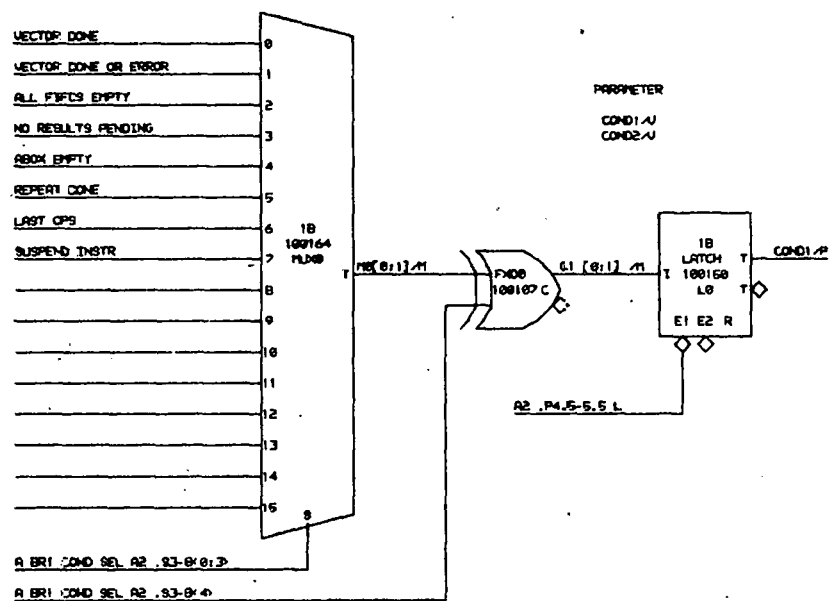 VECTOR DONE
0
VECTOR DONE OR ERROR
1
ALL FIFOS EMPTY
2
NO RESULTS PENDING
3
ABOX EMPTY
4
REPEAT DONE
5
LAST OPS
6
SUSPEND INSTR
7
8
9
10
11
12
13
14
15
1B
100164
MUX0
T
S
M0[0:1]/M
100107
C
G1 [0:1] /M
PARAMETER
COND1/V
COND2/V
1B
LATCH
100150
L0
I
T
T
E1 E2 R
COND1/P
A2 .P4.5-5.5 L
A BR1 COND SEL A2 .S3-8<0:3>
A BR1 COND SEL A2 .S3-8<4>